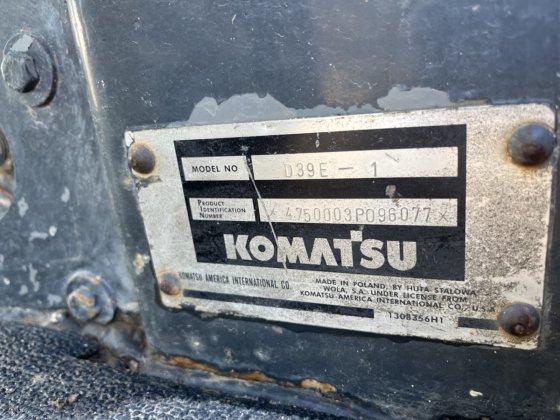 MODEL NO D39E - 1
PRODUCT IDENTIFICATION NUMBER × 4750003P096077 ×
KOMATSU
KOMATSU AMERICA INTERNATIONAL CO.
MADE IN POLAND, BY HUTA STALOWA
WOLA, S.A. UNDER LICENSE FROM
KOMATSU AMERICA INTERNATIONAL CO., U.S.A.
1308356H1